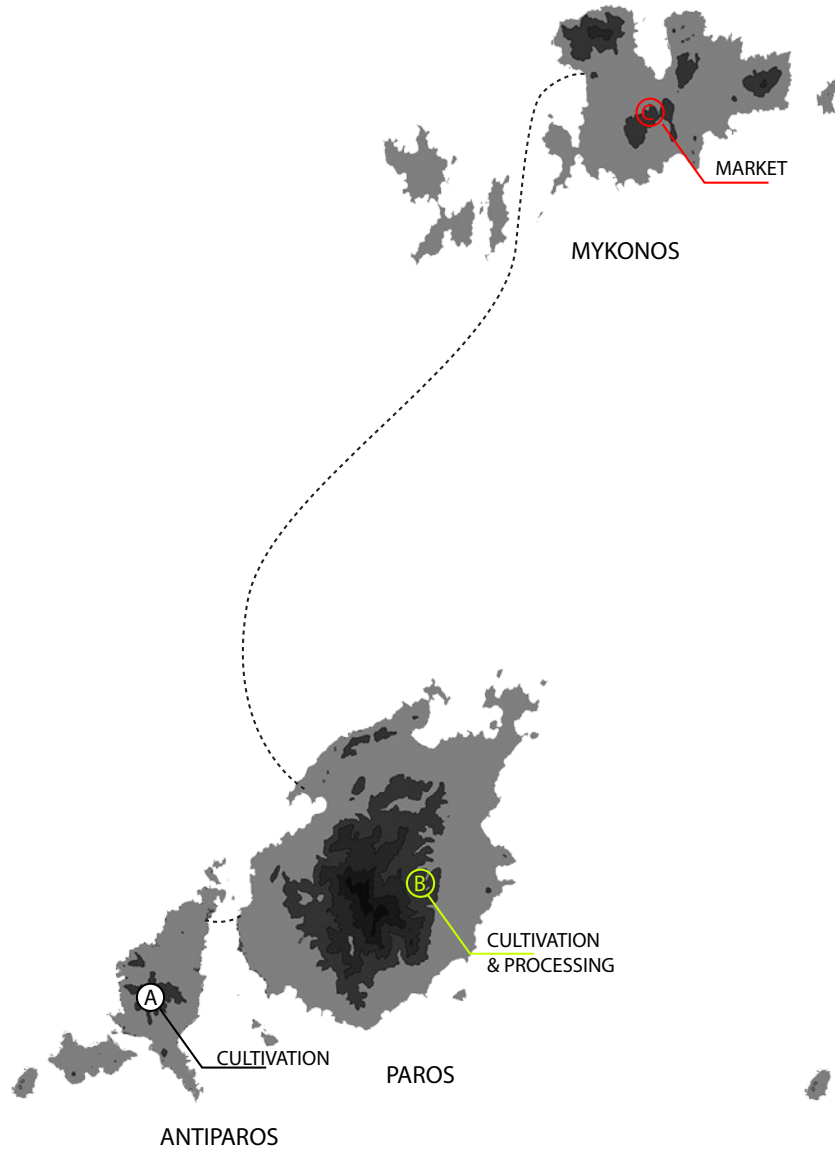 C
MARKET
MYKONOS
B
CULTIVATION
& PROCESSING
A
CULTIVATION
PAROS
ANTIPAROS